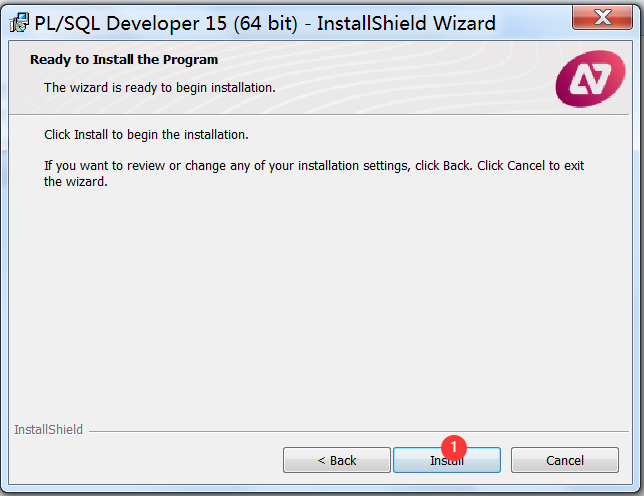 PL/SQL Developer 15 (64 bit) - InstallShield Wizard
Ready to Install the Program
The wizard is ready to begin installation.
Click Install to begin the installation.
If you want to review or change any of your installation settings, click Back. Click Cancel to exit
the wizard.
InstallShield
< Back
1
Install
Cancel